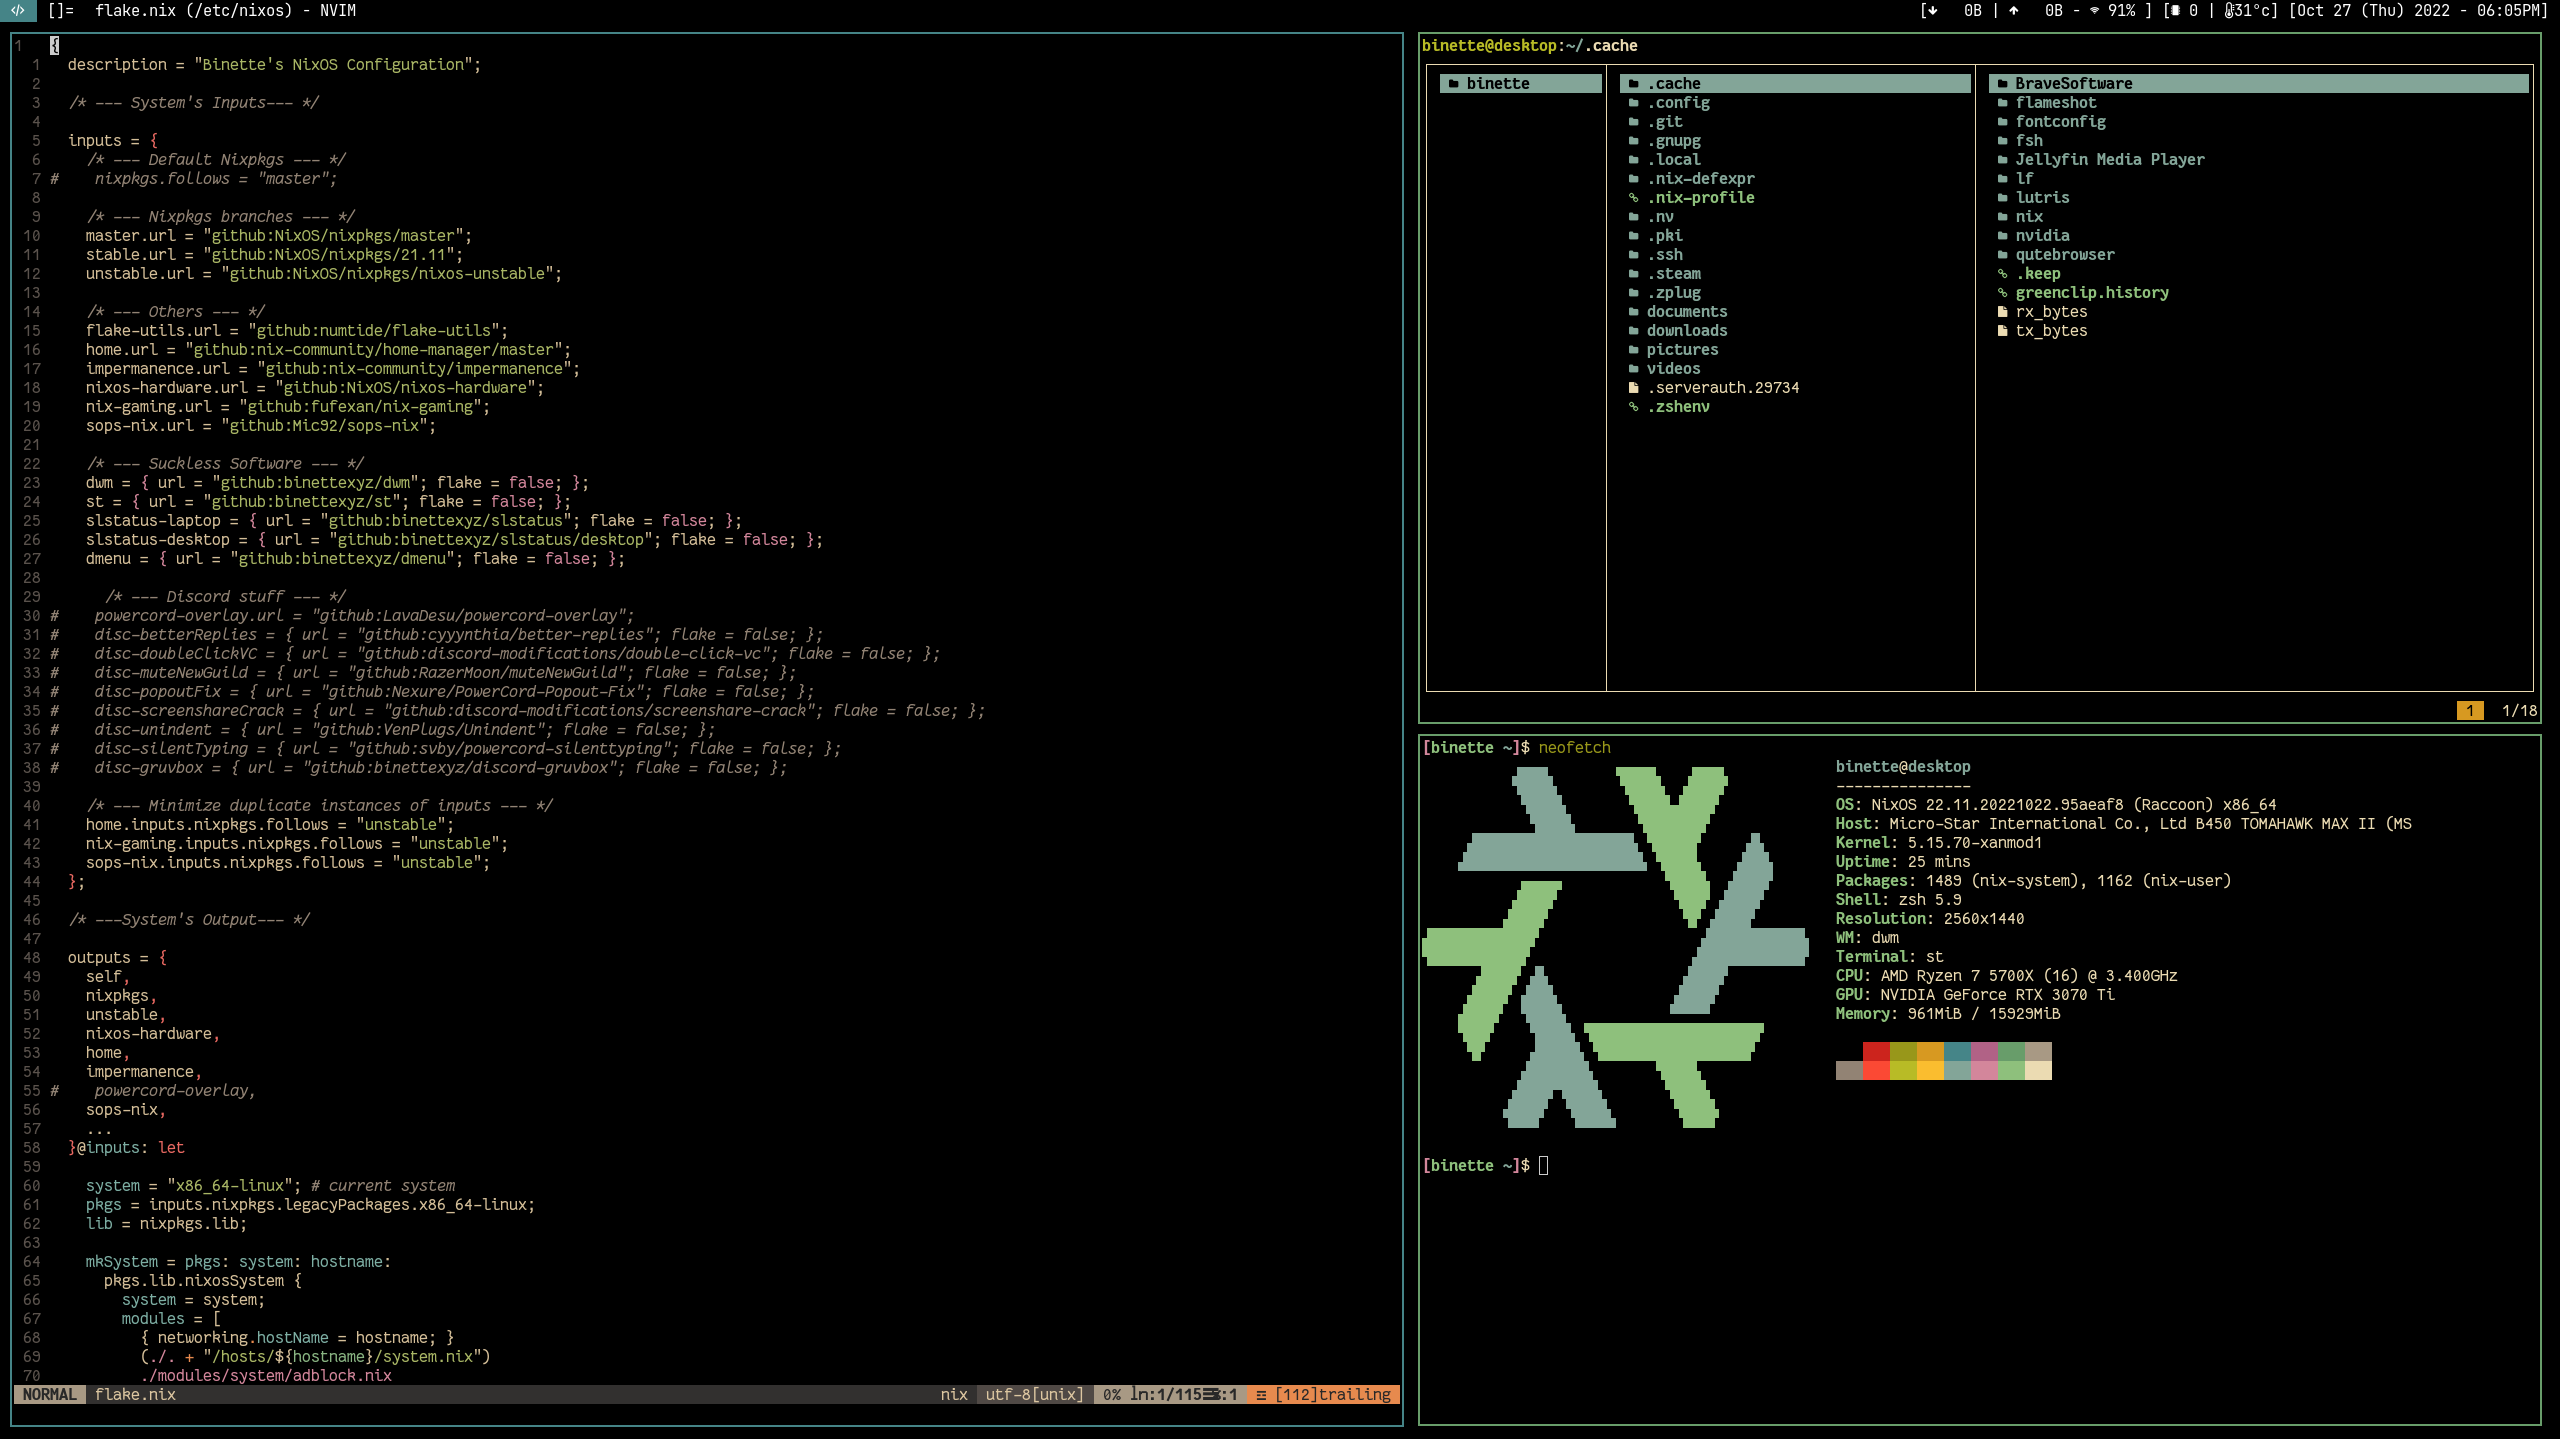 []=  flake.nix (/etc/nixos) - NVIM
[ 0B | 0B - 91% ] [ 0 | 31°c] [Oct 27 (Thu) 2022 - 06:05PM]
1 {
1 description = "Binette's NixOS Configuration";
2
3 /* --- System's Inputs--- */
4
5 inputs = {
6 /* --- Default Nixpkgs --- */
7 # nixpkgs.follows = "master";
8
9 /* --- Nixpkgs branches --- */
10 master.url = "github:NixOS/nixpkgs/master";
11 stable.url = "github:NixOS/nixpkgs/21.11";
12 unstable.url = "github:NixOS/nixpkgs/nixos-unstable";
13
14 /* --- Others --- */
15 flake-utils.url = "github:numtide/flake-utils";
16 home.url = "github:nix-community/home-manager/master";
17 impermanence.url = "github:nix-community/impermanence";
18 nixos-hardware.url = "github:NixOS/nixos-hardware";
19 nix-gaming.url = "github:fufexan/nix-gaming";
20 sops-nix.url = "github:Mic92/sops-nix";
21
22 /* --- Suckless Software --- */
23 dwm = { url = "github:binettexyz/dwm"; flake = false; };
24 st = { url = "github:binettexyz/st"; flake = false; };
25 slstatus-laptop = { url = "github:binettexyz/slstatus"; flake = false; };
26 slstatus-desktop = { url = "github:binettexyz/slstatus/desktop"; flake = false; };
27 dmenu = { url = "github:binettexyz/dmenu"; flake = false; };
28
29 /* --- Discord stuff --- */
30 # powercord-overlay.url = "github:LavaDesu/powercord-overlay";
31 # disc-betterReplies = { url = "github:cyyynthia/better-replies"; flake = false; };
32 # disc-doubleClickVC = { url = "github:discord-modifications/double-click-vc"; flake = false; };
33 # disc-muteNewGuild = { url = "github:RazerMoon/muteNewGuild"; flake = false; };
34 # disc-popoutFix = { url = "github:Nexure/PowerCord-Popout-Fix"; flake = false; };
35 # disc-screenshareCrack = { url = "github:discord-modifications/screenshare-crack"; flake = false; };
36 # disc-unindent = { url = "github:VenPlugs/Unindent"; flake = false; };
37 # disc-silentTyping = { url = "github:svby/powercord-silenttyping"; flake = false; };
38 # disc-gruvbox = { url = "github:binettexyz/discord-gruvbox"; flake = false; };
39
40 /* --- Minimize duplicate instances of inputs --- */
41 home.inputs.nixpkgs.follows = "unstable";
42 nix-gaming.inputs.nixpkgs.follows = "unstable";
43 sops-nix.inputs.nixpkgs.follows = "unstable";
44 };
45
46 /* ---System's Output--- */
47
48 outputs = {
49 self,
50 nixpkgs,
51 unstable,
52 nixos-hardware,
53 home,
54 impermanence,
55 # powercord-overlay,
56 sops-nix,
57 ...
58 }@inputs: let
59
60 system = "x86_64-linux"; # current system
61 pkgs = inputs.nixpkgs.legacyPackages.x86_64-linux;
62 lib = nixpkgs.lib;
63
64 mkSystem = pkgs: system: hostname:
65 pkgs.lib.nixosSystem {
66 system = system;
67 modules = [
68 { networking.hostName = hostname; }
69 (./. + "/hosts/${hostname}/system.nix")
70 ./modules/system/adblock.nix
NORMAL flake.nix nix utf-8[unix] 0% ln:1/115☰:1 ☲ [112]trailing
binette@desktop:~/.cache
binette
.cache
.config
.git
.gnupg
.local
.nix-defexpr
.nix-profile
.nv
.pki
.ssh
.steam
.zplug
documents
downloads
pictures
videos
.serverauth.29734
.zshenv
BraveSoftware
flameshot
fontconfig
fsh
Jellyfin Media Player
lf
lutris
nix
nvidia
qutebrowser
.keep
greenclip.history
rx_bytes
tx_bytes
1 1/18
[binette ~]$ neofetch
binette@desktop
---------------
OS: NixOS 22.11.20221022.95aeaf8 (Raccoon) x86_64
Host: Micro-Star International Co., Ltd B450 TOMAHAWK MAX II (MS
Kernel: 5.15.70-xanmod1
Uptime: 25 mins
Packages: 1489 (nix-system), 1162 (nix-user)
Shell: zsh 5.9
Resolution: 2560x1440
WM: dwm
Terminal: st
CPU: AMD Ryzen 7 5700X (16) @ 3.400GHz
GPU: NVIDIA GeForce RTX 3070 Ti
Memory: 961MiB / 15929MiB
[binette ~]$